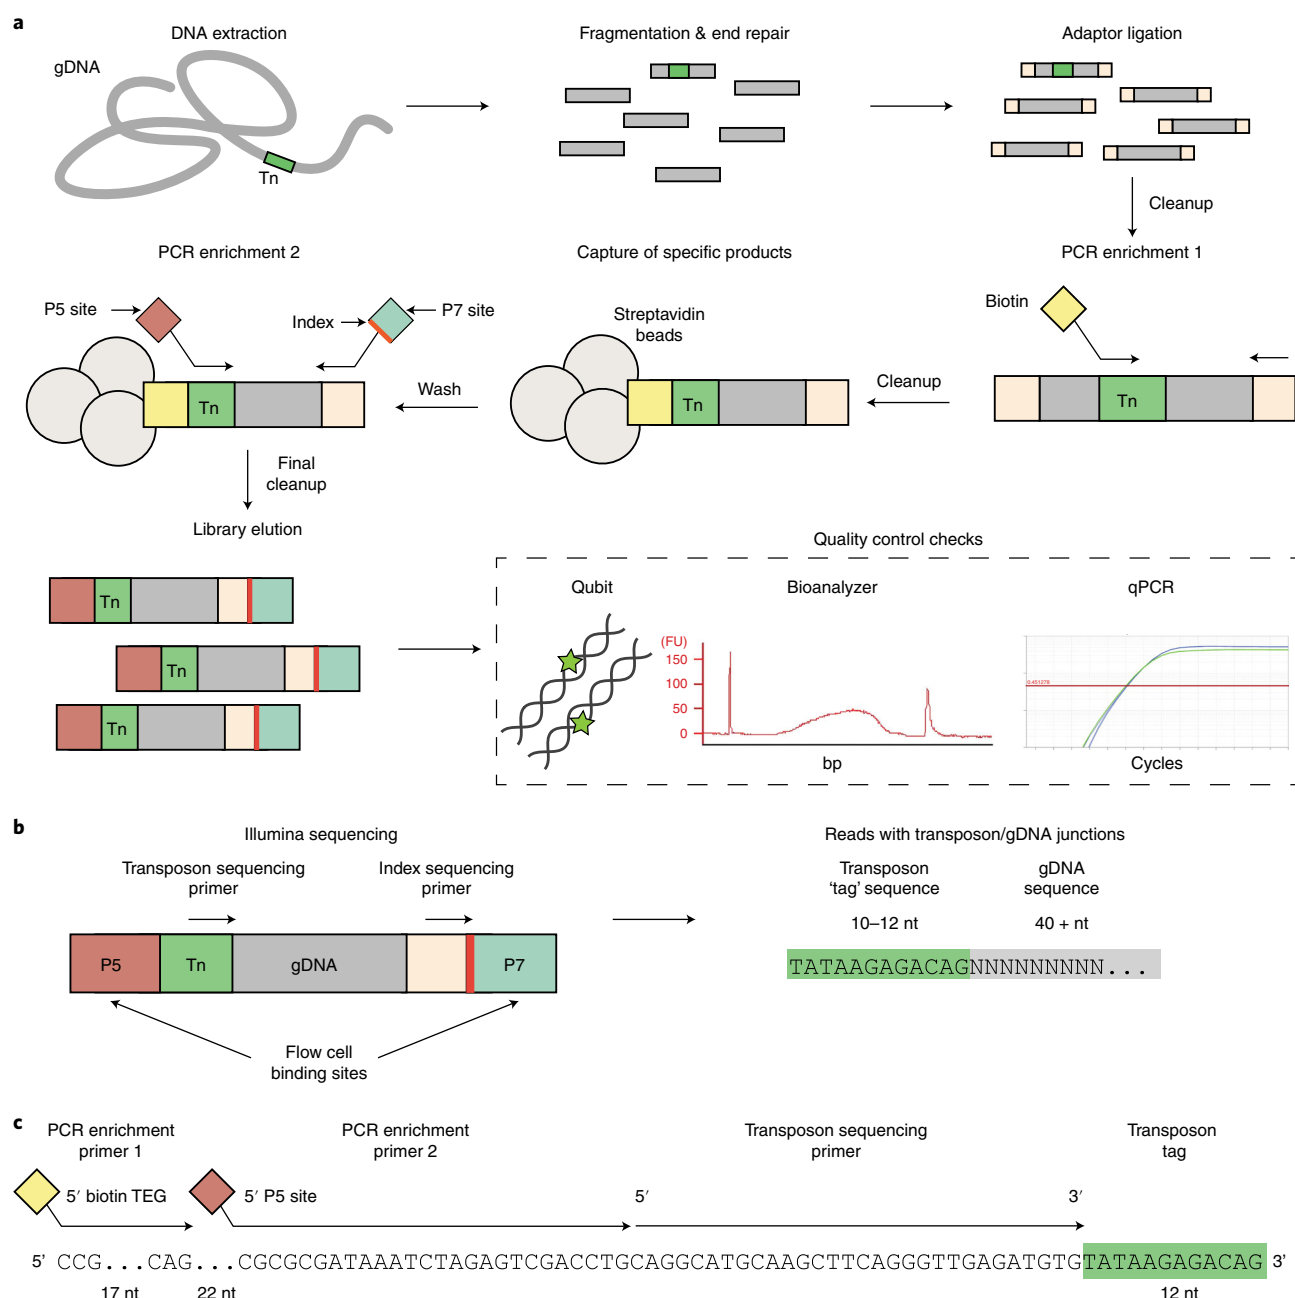 a
DNA extraction
Fragmentation & end repair
Adaptor ligation
gDNA
Tn
Cleanup
PCR enrichment 2
Capture of specific products
PCR enrichment 1
P5 site
Index
P7 site
Streptavidin
beads
Biotin
Tn
Wash
Tn
Cleanup
Tn
Final
cleanup
Library elution
Quality control checks
Tn
Tn
Tn
Qubit
Bioanalyzer
qPCR
(FU)
150
100
50
0
bp
0.451278
Cycles
b
Illumina sequencing
Reads with transposon/gDNA junctions
Transposon sequencing
primer
Index sequencing
primer
Transposon
‘tag’ sequence
gDNA
sequence
10–12 nt
40 + nt
P5
Tn
gDNA
P7
TATAAGAGACAGNNNNNNNNN...
Flow cell
binding sites
c
PCR enrichment
primer 1
PCR enrichment
primer 2
Transposon sequencing
primer
Transposon
tag
5′ biotin TEG
5′ P5 site
5′
3′
5’ CCG...CAG...CGCGCGATAAATCTAGAGTCGACCTGCAGGCATGCAAGCTTCAGGGTTGAGATGTGTATAAGAGACAG 3’
17 nt
22 nt
12 nt